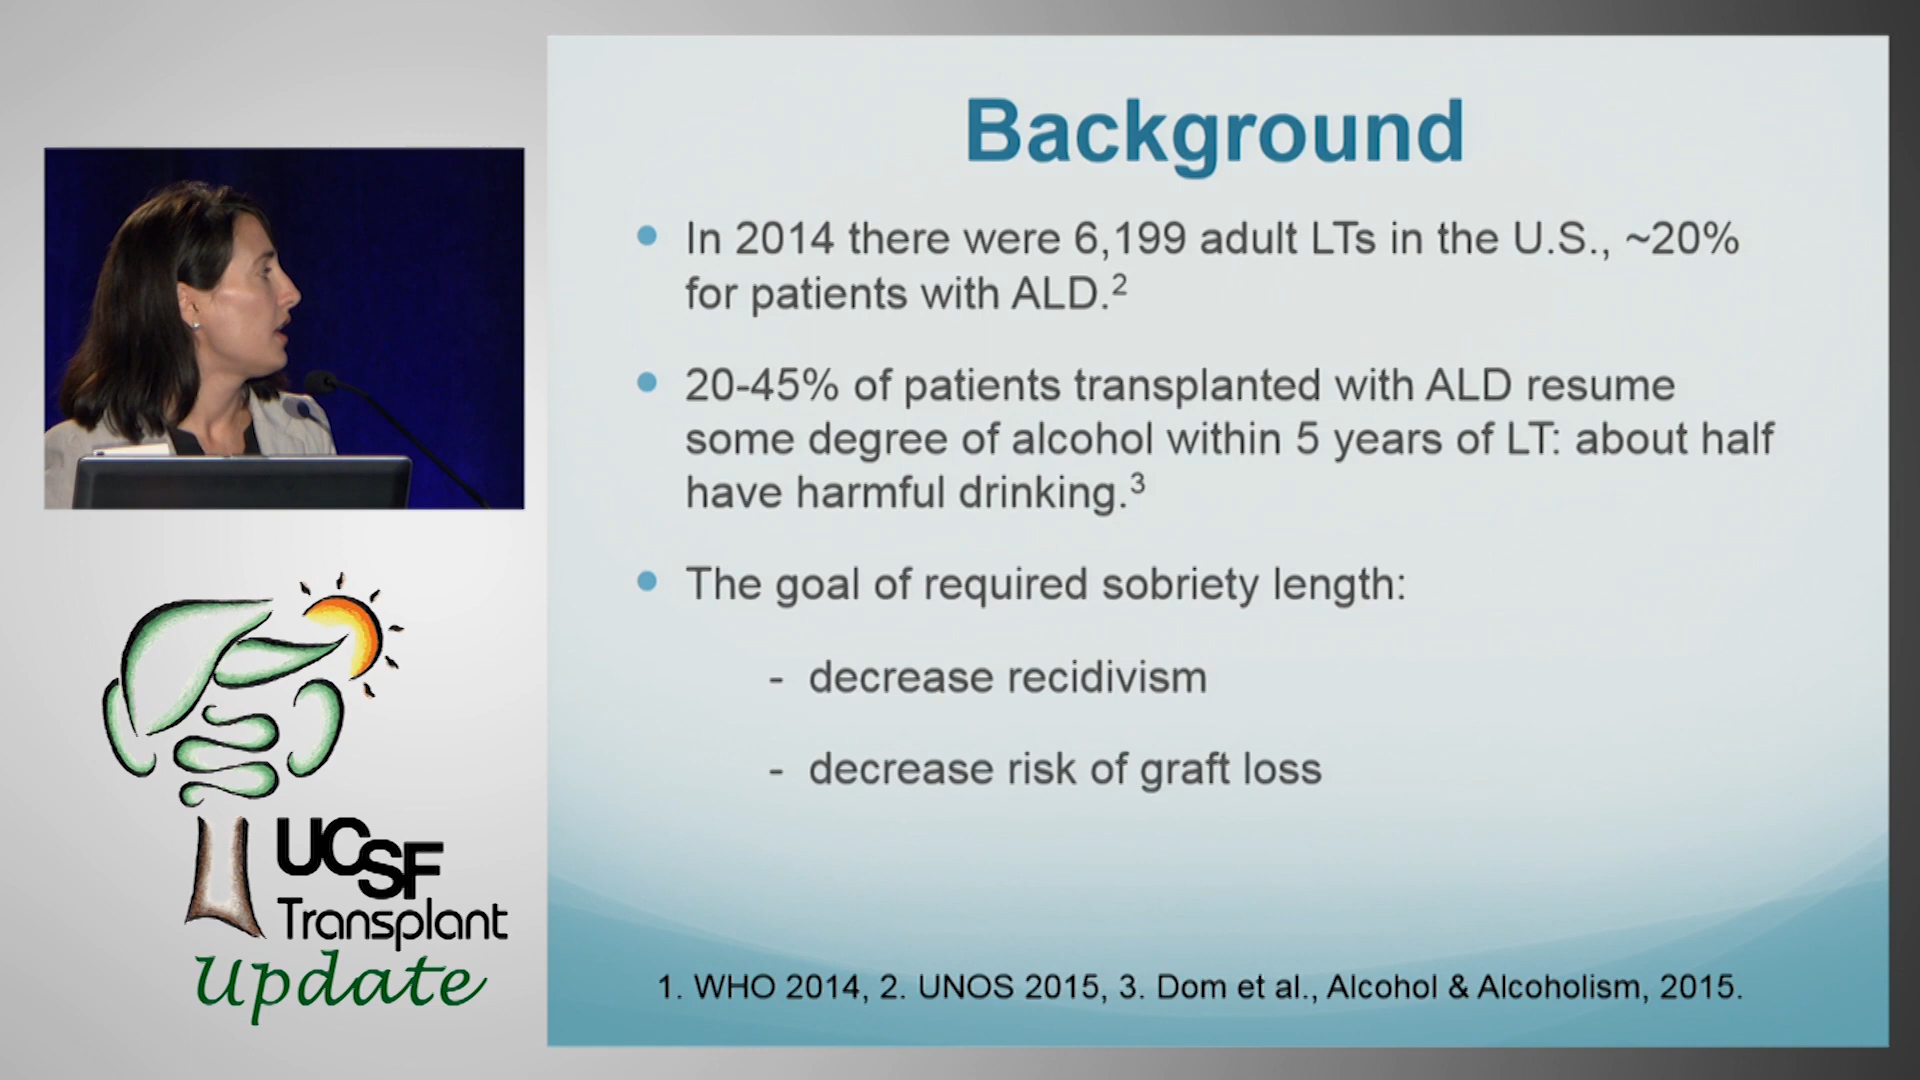 Background
In 2014 there were 6,199 adult LTs in the U.S., ~20%
for patients with ALD.²
20-45% of patients transplanted with ALD resume
some degree of alcohol within 5 years of LT: about half
have harmful drinking.³
The goal of required sobriety length:
- decrease recidivism
- decrease risk of graft loss
1. WHO 2014, 2. UNOS 2015, 3. Dom et al., Alcohol & Alcoholism, 2015.
UCSF
Transplant
Update